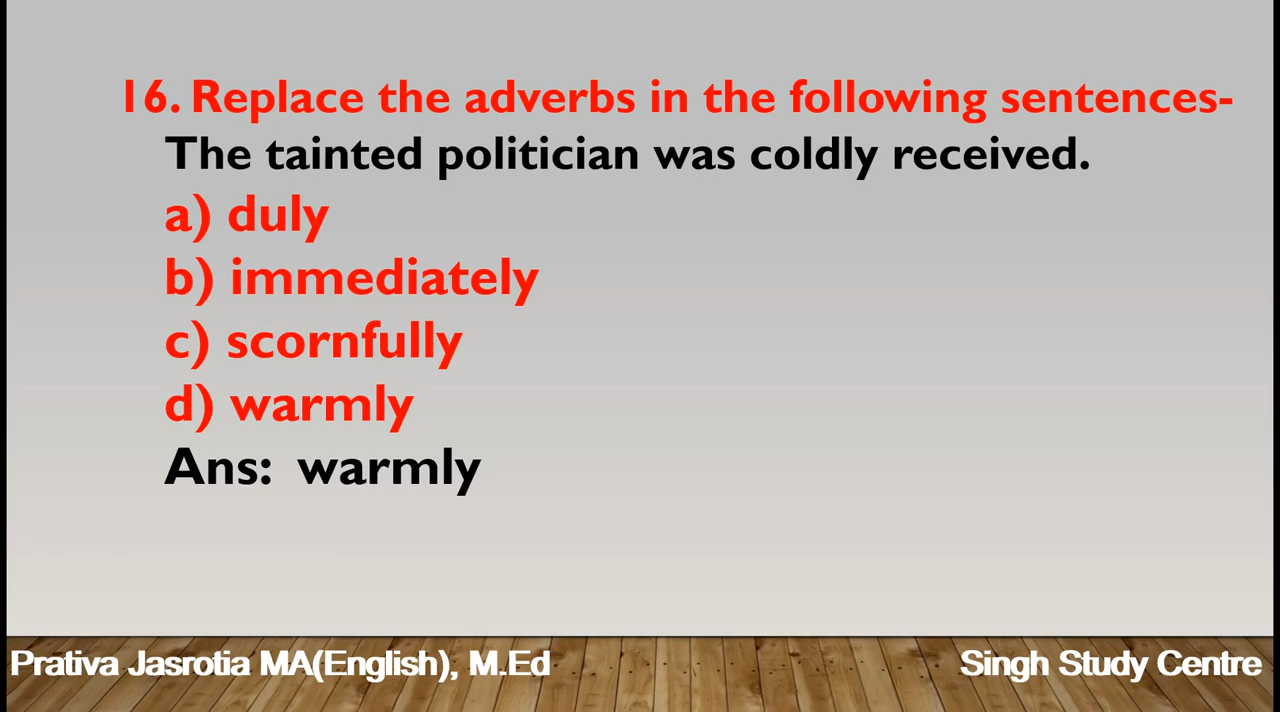 16. Replace the adverbs in the following sentences-
The tainted politician was coldly received.
a) duly
b) immediately
c) scornfully
d) warmly
Ans: warmly
Prativa Jasrotia MA(English), M.Ed
Singh Study Centre